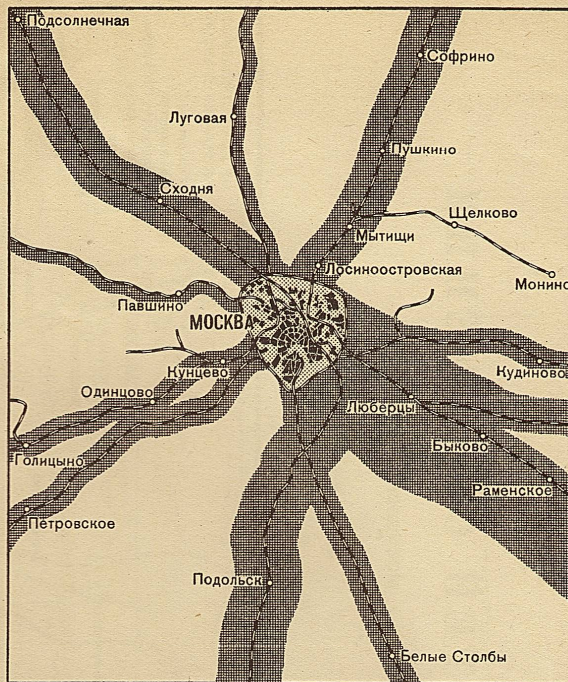 Подсолнечная
Софрино
Луговая
Пушкино
Сходня
Щелково
Мытищи
Лосиноостровская
Монино
Павшино
МОСКВА
Кунцево
Кудиново
Одинцово
Люберцы
Быково
Голицыно
Раменское
Петровское
Подольск
Белые Столбы